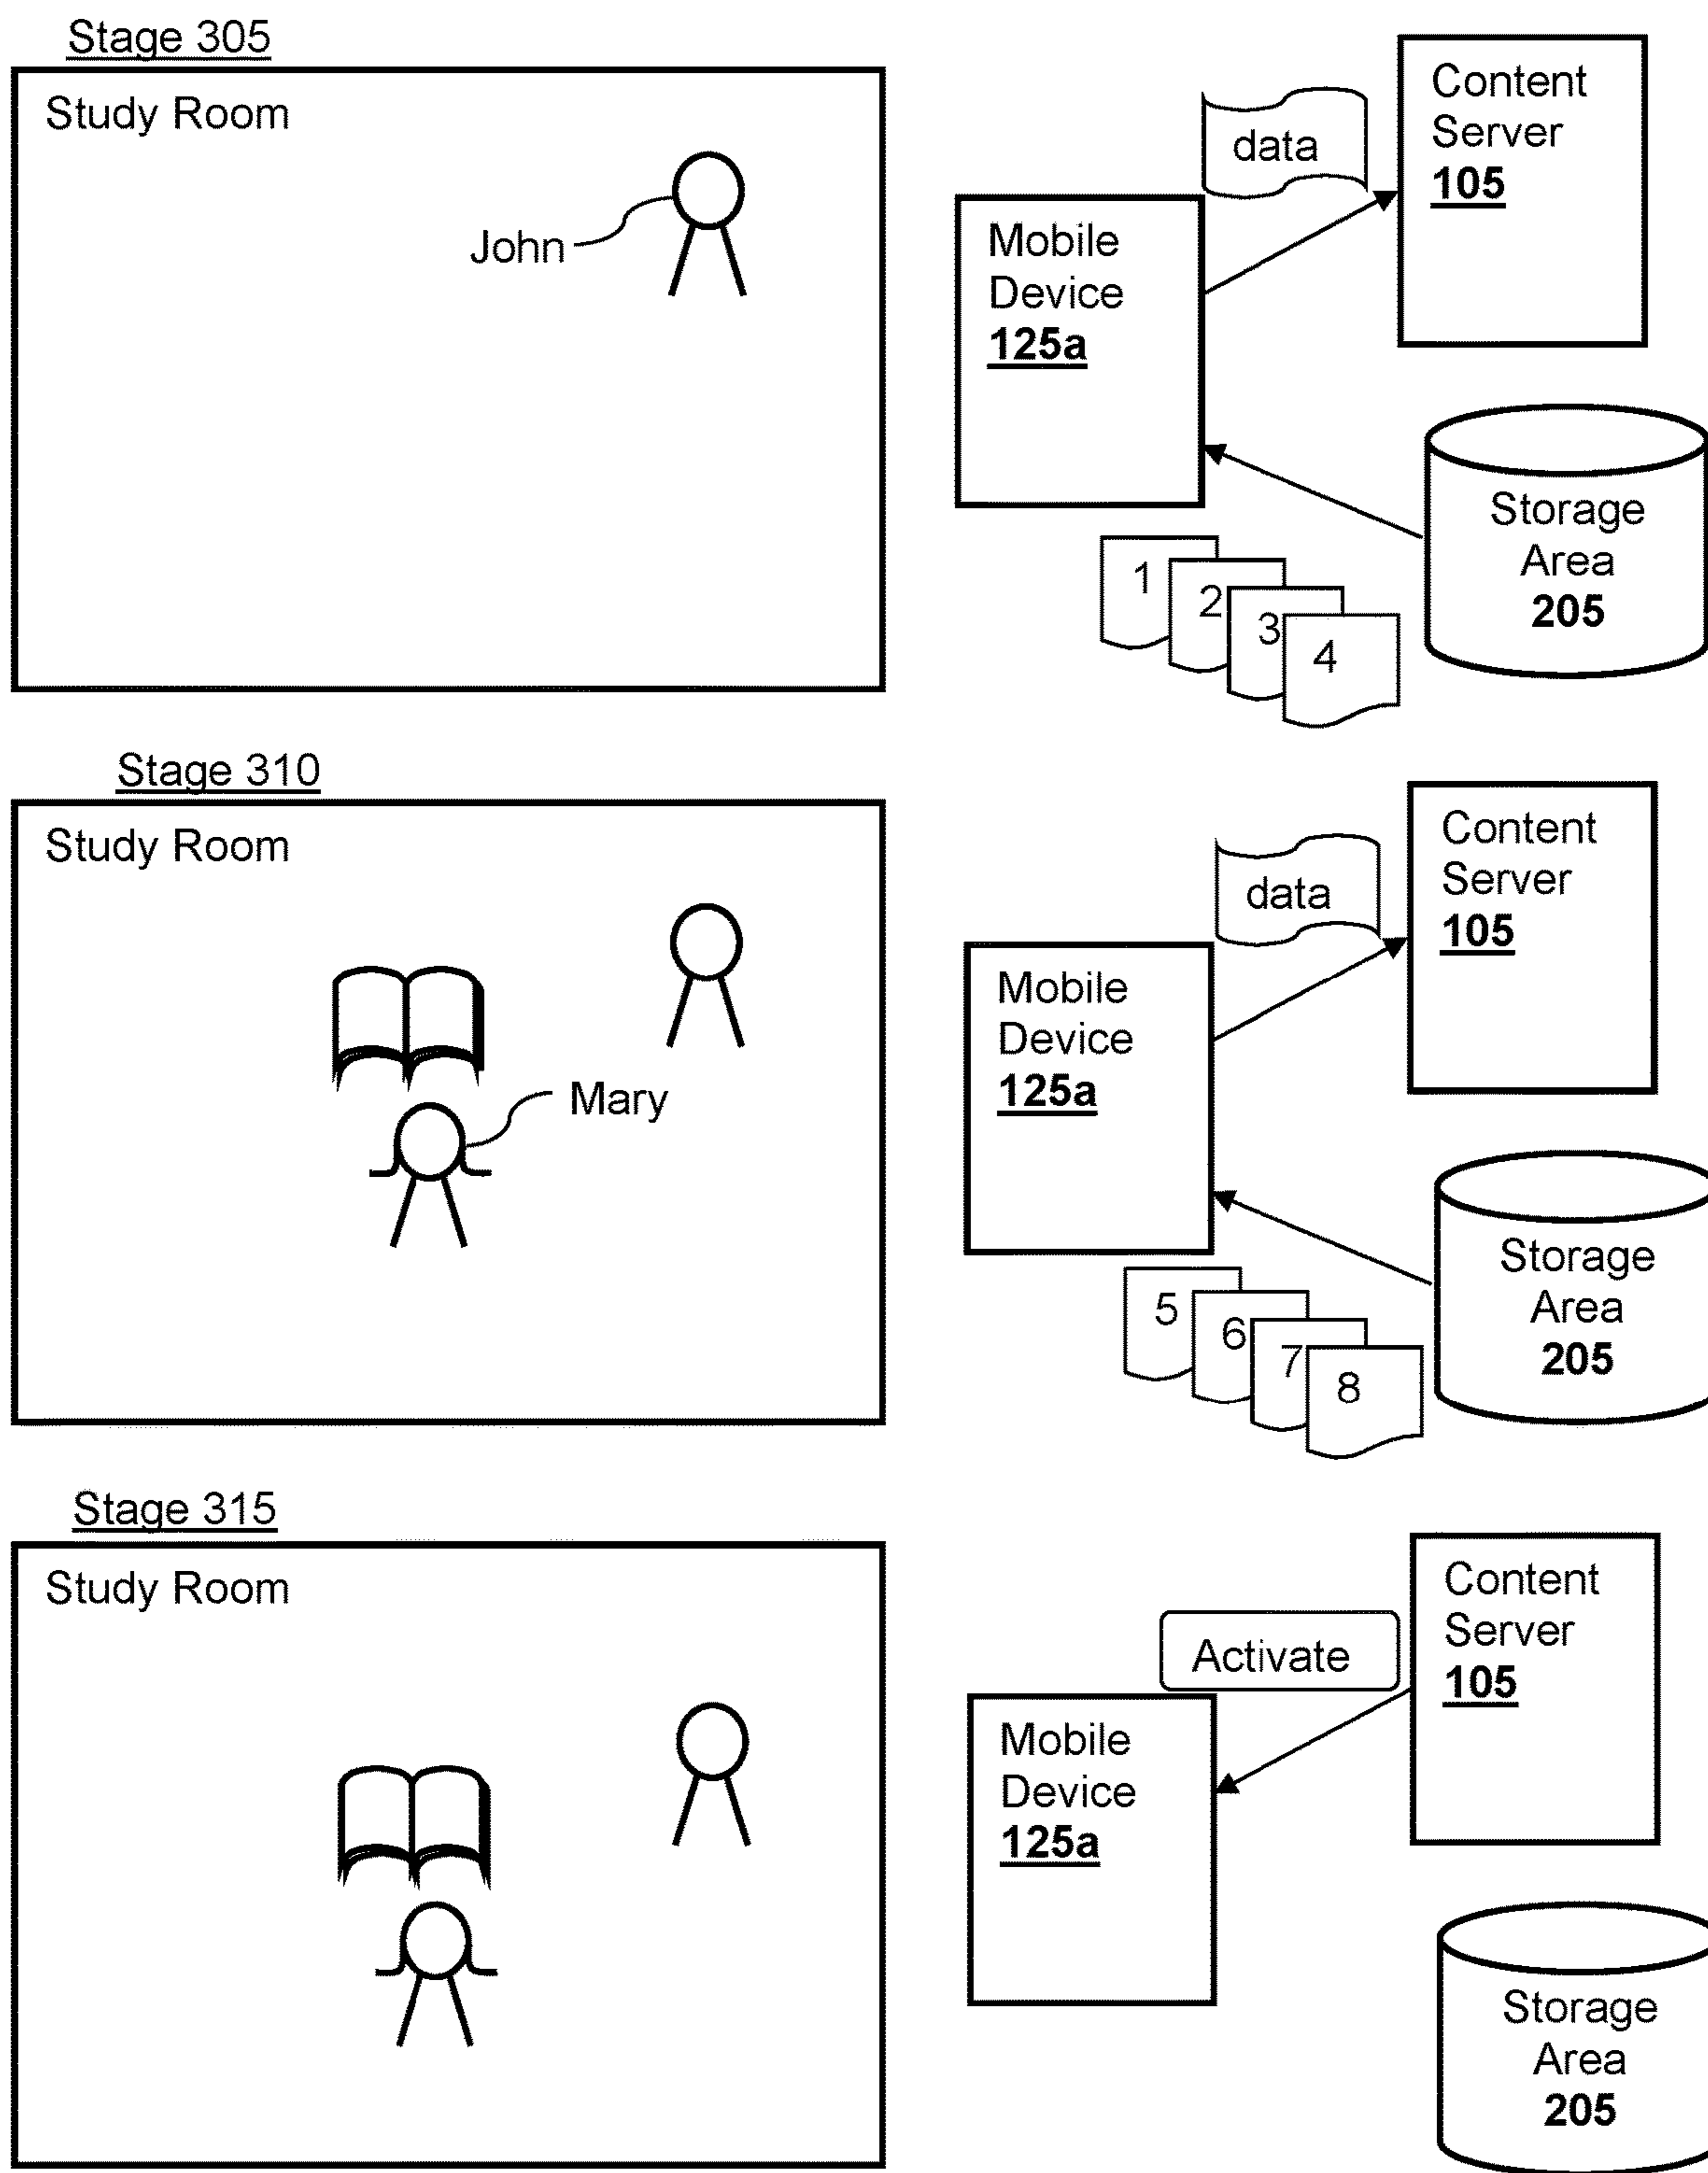 Stage 305
Study Room
John
data
Content
Server
105
Mobile
Device
125a
Storage
Area
205
1
2
3
4
Stage 310
Study Room
Mary
data
Content
Server
105
Mobile
Device
125a
Storage
Area
205
5
6
7
8
Stage 315
Study Room
Activate
Content
Server
105
Mobile
Device
125a
Storage
Area
205